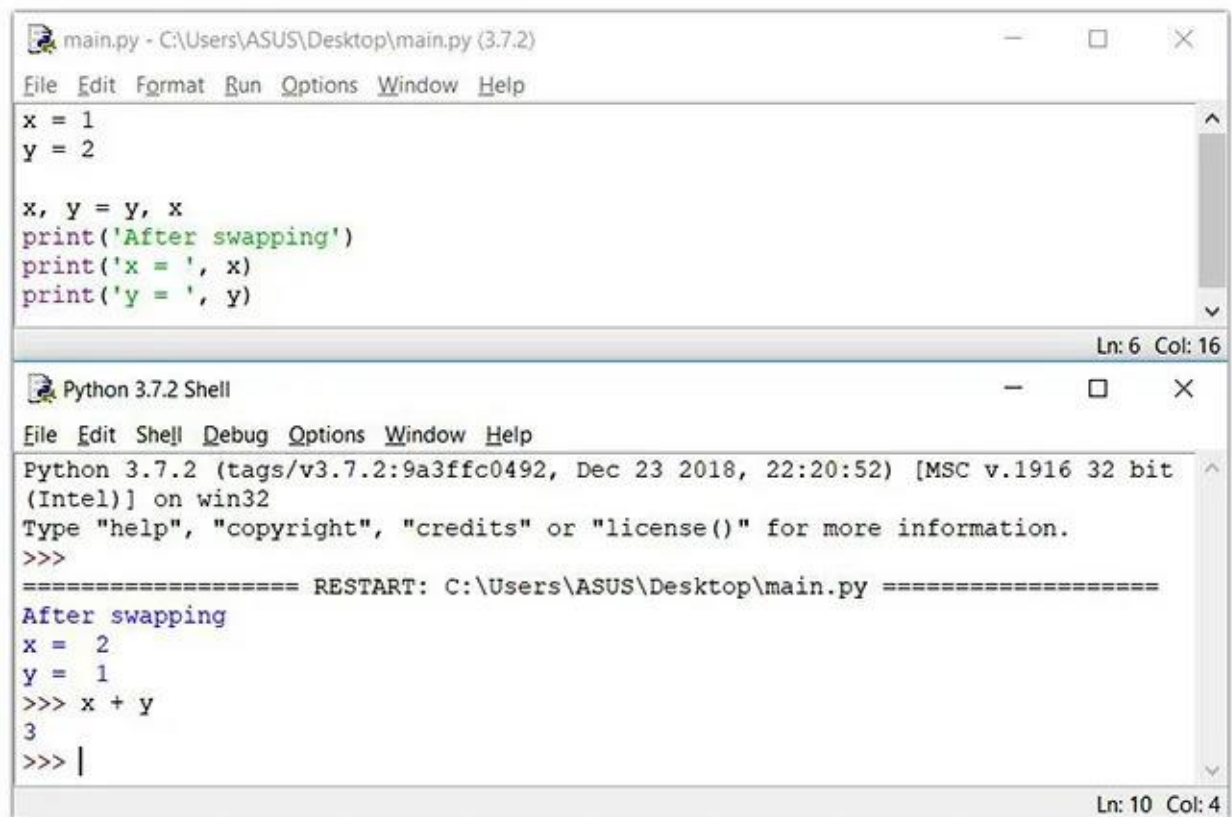 main.py - C:\Users\ASUS\Desktop\main.py (3.7.2)
File Edit Format Run Options Window Help
x = 1
y = 2
x, y = y, x
print('After swapping')
print('x = ', x)
print('y = ', y)
Ln: 6 Col: 16
Python 3.7.2 Shell
File Edit Shell Debug Options Window Help
Python 3.7.2 (tags/v3.7.2:9a3ffc0492, Dec 23 2018, 22:20:52) [MSC v.1916 32 bit
(Intel)] on win32
Type "help", "copyright", "credits" or "license()" for more information.
>>>
=================== RESTART: C:\Users\ASUS\Desktop\main.py ===================
After swapping
x =  2
y =  1
>>> x + y
3
>>>
Ln: 10 Col: 4